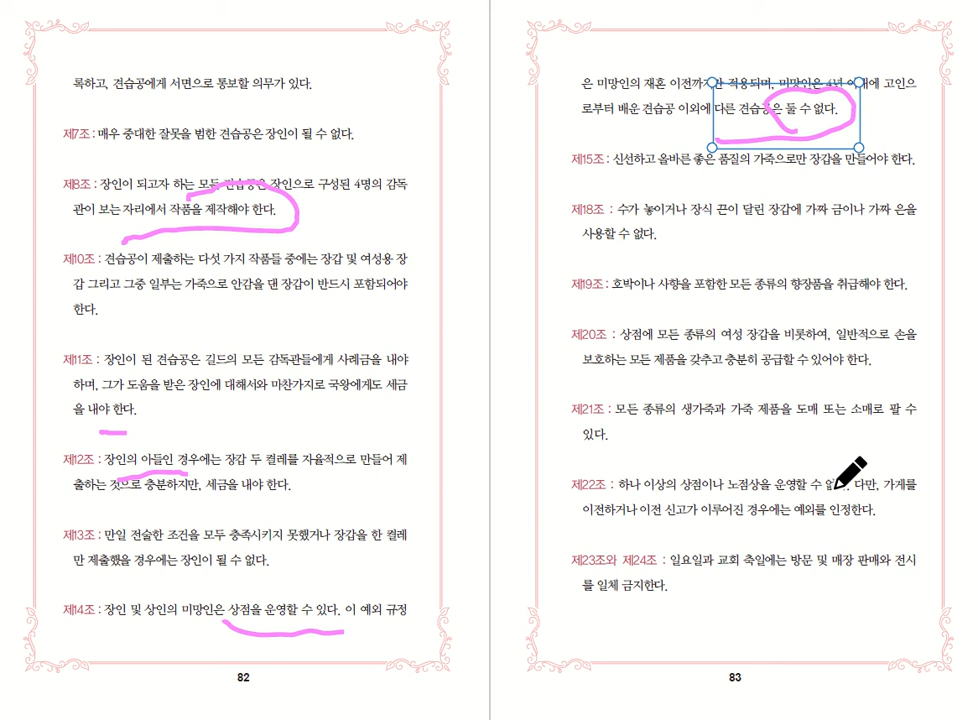 록하고, 견습공에게 서면으로 통보할 의무가 있다.
제7조 : 매우 중대한 잘못을 범한 견습공은 장인이 될 수 없다.
제8조 : 장인이 되고자 하는 모든 견습공은 장인으로 구성된 4명의 감독
관이 보는 자리에서 작품을 제작해야 한다.
제10조 : 견습공이 제출하는 다섯 가지 작품들 중에는 장갑 및 여성용 장
갑 그리고 그중 일부는 가죽으로 안감을 댄 장갑이 반드시 포함되어야
한다.
제11조 : 장인이 된 견습공은 길드의 모든 감독관들에게 사례금을 내야
하며, 그가 도움을 받은 장인에 대해서와 마찬가지로 국왕에게도 세금
을 내야 한다.
제12조 : 장인의 아들인 경우에는 장갑 두 켤레를 자율적으로 만들어 제
출하는 것으로 충분하지만, 세금을 내야 한다.
제13조 : 만일 전술한 조건을 모두 충족시키지 못했거나 장갑을 한 켤레
만 제출했을 경우에는 장인이 될 수 없다.
제14조 : 장인 및 상인의 미망인은 상점을 운영할 수 있다. 이 예외 규정
82
은 미망인의 재혼 이전까지만 적용되며, 미망인은 4년 이내에 고인으
로부터 배운 견습공 이외에 다른 견습공은 둘 수 없다.
제15조 : 신선하고 올바른 좋은 품질의 가죽으로만 장갑을 만들어야 한다.
제18조 : 수가 놓이거나 장식 끈이 달린 장갑에 가짜 금이나 가짜 은을
사용할 수 없다.
제19조 : 호박이나 사향을 포함한 모든 종류의 향장품을 취급해야 한다.
제20조 : 상점에 모든 종류의 여성 장갑을 비롯하여, 일반적으로 손을
보호하는 모든 제품을 갖추고 충분히 공급할 수 있어야 한다.
제21조 : 모든 종류의 생가죽과 가죽 제품을 도매 또는 소매로 팔 수
있다.
제22조 : 하나 이상의 상점이나 노점상을 운영할 수 없다. 다만, 가게를
이전하거나 이전 신고가 이루어진 경우에는 예외를 인정한다.
제23조와 제24조 : 일요일과 교회 축일에는 방문 및 매장 판매와 전시
를 일체 금지한다.
83